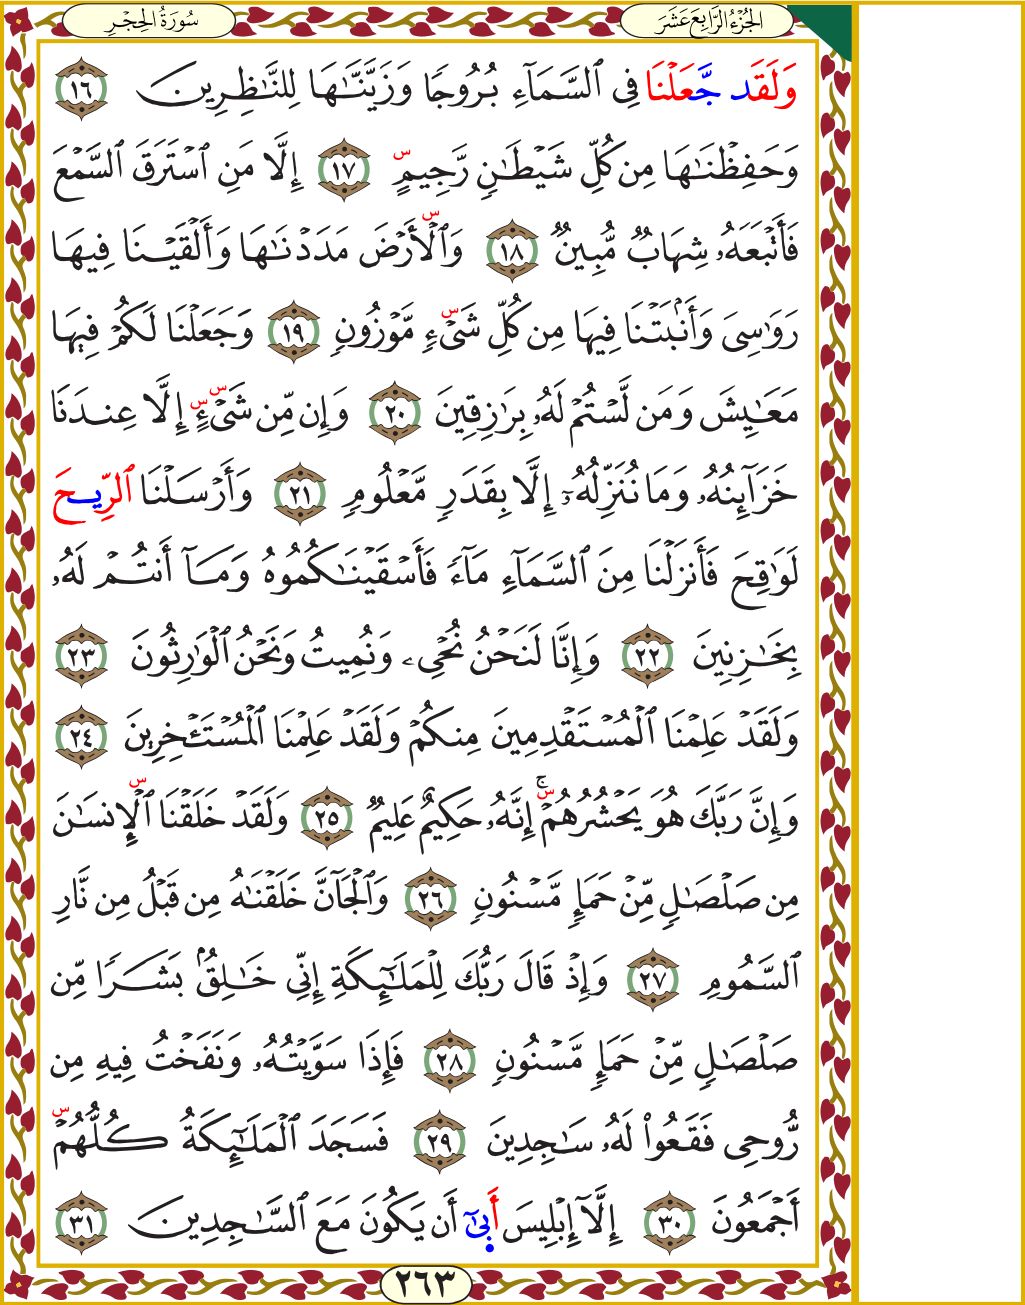 الجُزْءُ الرَّابِعَ عَشَرَ
سُورَةُ الحِجْرِ
وَلَقَد جَّعَلْنَا فِي ٱلسَّمَآءِ بُرُوجًا وَزَيَّنَّـٰهَا لِلنَّـٰظِرِينَ ١٦
وَحَفِظْنَـٰهَا مِن كُلِّ شَيْطَـٰنٍ رَّجِيمٍ س ١٧ إِلَّا مَنِ ٱسْتَرَقَ ٱلسَّمْعَ
فَأَتْبَعَهُۥ شِهَابٌ مُّبِينٌ ١٨ وَٱلْأَرْضَ س مَدَدْنَـٰهَا وَأَلْقَيْنَا فِيهَا
رَوَٰسِىَ وَأَنۢبَتْنَا فِيهَا مِن كُلِّ شَىْءٍ س مَّوْزُونٍ ١٩ وَجَعَلْنَا لَكُمْ فِيهَا
مَعَـٰيِشَ وَمَن لَّسْتُمْ لَهُۥ بِرَٰزِقِينَ ٢٠ وَإِن مِّن شَىْءٍ س س إِلَّا عِندَنَا
خَزَآئِنُهُۥ وَمَا نُنَزِّلُهُۥٓ إِلَّا بِقَدَرٍ مَّعْلُومٍ ٢١ وَأَرْسَلْنَا ٱلرِّيحَ
لَوَٰقِحَ فَأَنزَلْنَا مِنَ ٱلسَّمَآءِ مَآءً فَأَسْقَيْنَـٰكُمُوهُ وَمَآ أَنتُمْ لَهُۥ
بِخَـٰزِنِينَ ٢٢ وَإِنَّا لَنَحْنُ نُحْىِۦ وَنُمِيتُ وَنَحْنُ ٱلْوَٰرِثُونَ ٢٣
وَلَقَدْ عَلِمْنَا ٱلْمُسْتَقْدِمِينَ مِنكُمْ وَلَقَدْ عَلِمْنَا ٱلْمُسْتَـْٔخِرِينَ ٢٤
وَإِنَّ رَبَّكَ هُوَ يَحْشُرُهُمْ س ۚ إِنَّهُۥ حَكِيمٌ عَلِيمٌ ٢٥ وَلَقَدْ خَلَقْنَا ٱلْإِنسَـٰنَ س
مِن صَلْصَـٰلٍ مِّنْ حَمَإٍ مَّسْنُونٍ ٢٦ وَٱلْجَآنَّ خَلَقْنَـٰهُ مِن قَبْلُ مِن نَّارِ
ٱلسَّمُومِ ٢٧ وَإِذْ قَالَ رَبُّكَ لِلْمَلَـٰٓئِكَةِ إِنِّى خَـٰلِقٌۢ بَشَرًا مِّن
صَلْصَـٰلٍ مِّنْ حَمَإٍ مَّسْنُونٍ ٢٨ فَإِذَا سَوَّيْتُهُۥ وَنَفَخْتُ فِيهِ مِن
رُّوحِى فَقَعُوا۟ لَهُۥ سَـٰجِدِينَ ٢٩ فَسَجَدَ ٱلْمَلَـٰٓئِكَةُ كُلُّهُمْ س
أَجْمَعُونَ ٣٠ إِلَّآ إِبْلِيسَ أَبَىٰٓ أَن يَكُونَ مَعَ ٱلسَّـٰجِدِينَ ٣١
٢٦٣